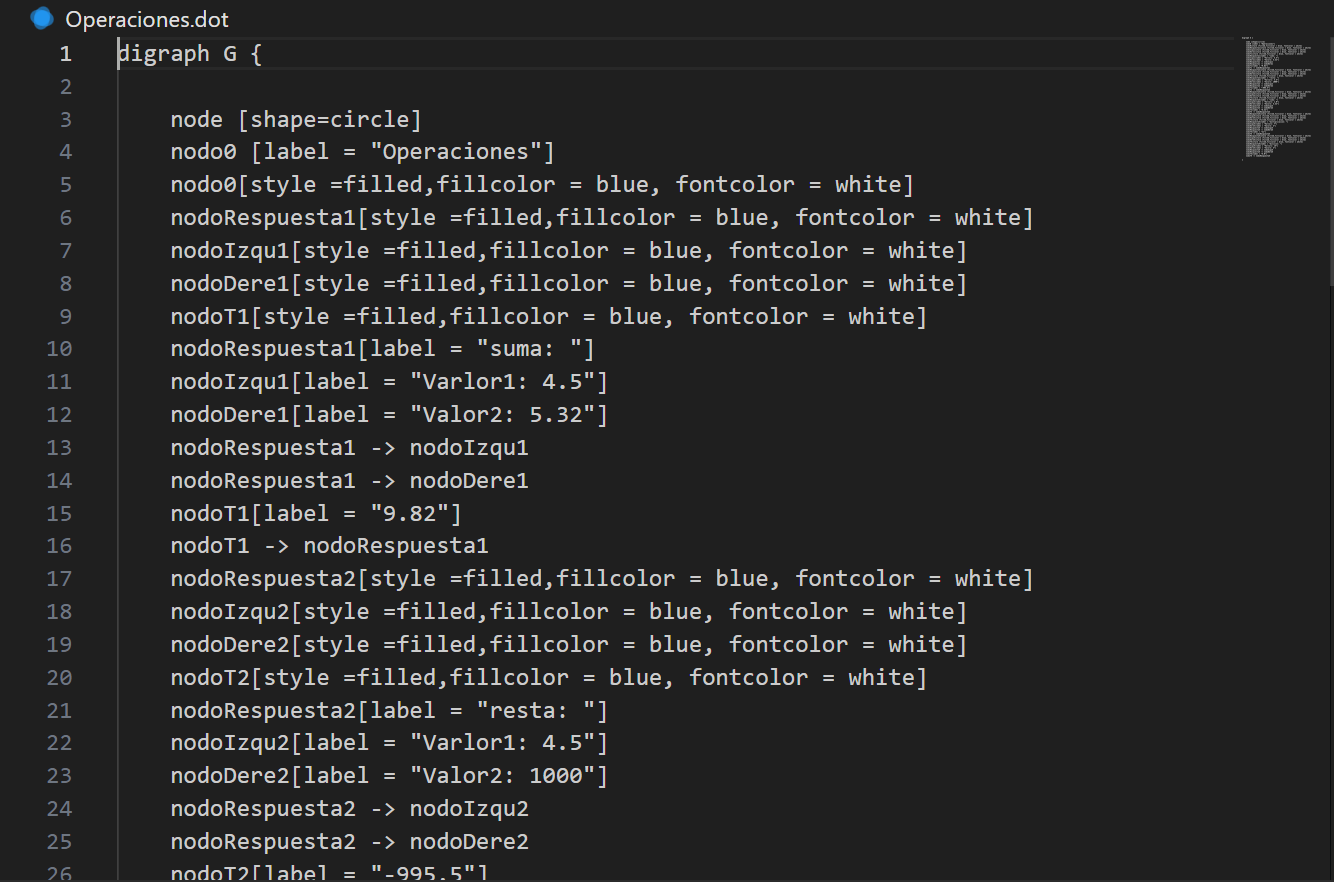 Operaciones.dot
1 digraph G {
2
3 node [shape=circle]
4 nodo0 [label = "Operaciones"]
5 nodo0[style =filled,fillcolor = blue, fontcolor = white]
6 nodoRespuesta1[style =filled,fillcolor = blue, fontcolor = white]
7 nodoIzqu1[style =filled,fillcolor = blue, fontcolor = white]
8 nodoDere1[style =filled,fillcolor = blue, fontcolor = white]
9 nodoT1[style =filled,fillcolor = blue, fontcolor = white]
10 nodoRespuesta1[label = "suma: "]
11 nodoIzqu1[label = "Varlor1: 4.5"]
12 nodoDere1[label = "Valor2: 5.32"]
13 nodoRespuesta1 -> nodoIzqu1
14 nodoRespuesta1 -> nodoDere1
15 nodoT1[label = "9.82"]
16 nodoT1 -> nodoRespuesta1
17 nodoRespuesta2[style =filled,fillcolor = blue, fontcolor = white]
18 nodoIzqu2[style =filled,fillcolor = blue, fontcolor = white]
19 nodoDere2[style =filled,fillcolor = blue, fontcolor = white]
20 nodoT2[style =filled,fillcolor = blue, fontcolor = white]
21 nodoRespuesta2[label = "resta: "]
22 nodoIzqu2[label = "Varlor1: 4.5"]
23 nodoDere2[label = "Valor2: 1000"]
24 nodoRespuesta2 -> nodoIzqu2
25 nodoRespuesta2 -> nodoDere2
26 nodoT2[label = "-995.5"]